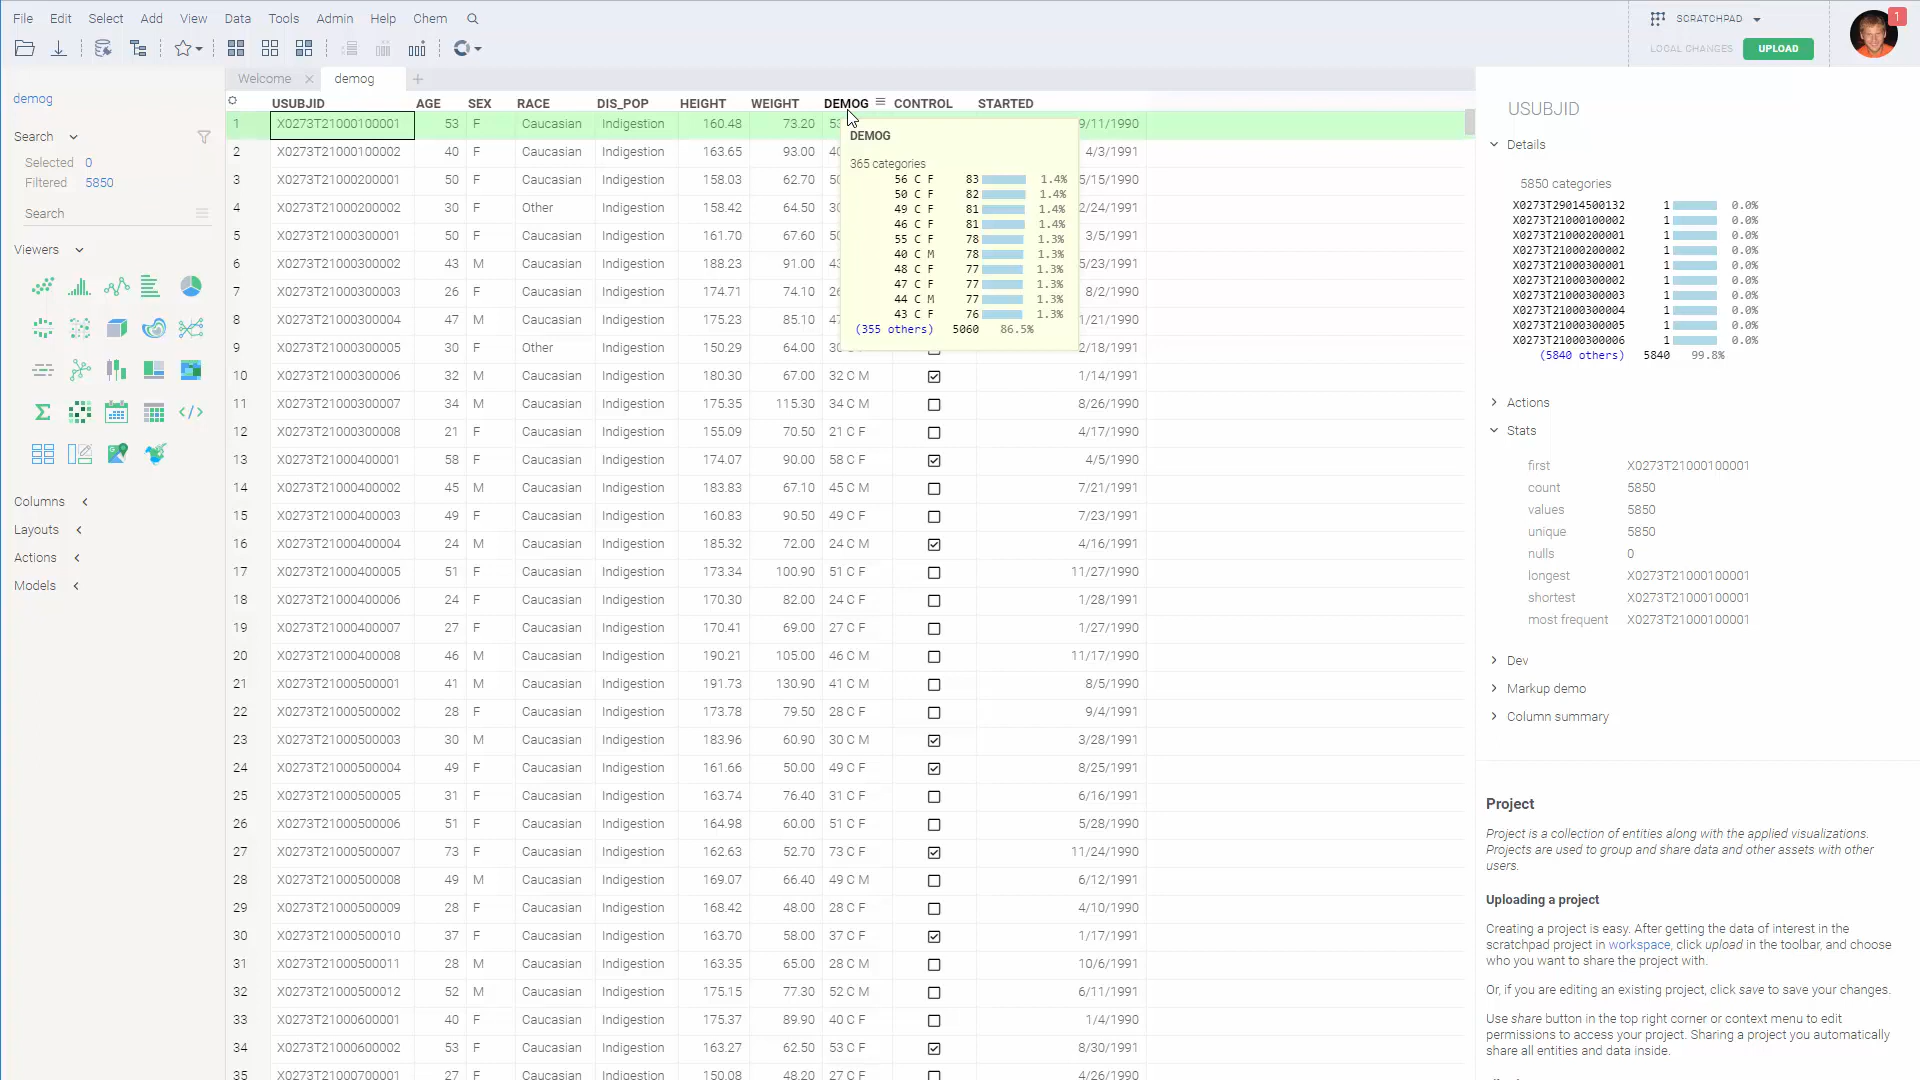 File Edit Select Add View Data Tools Admin Help Chem
SCRATCHPAD
1
LOCAL CHANGES UPLOAD
Welcome demog
demog
Search
Selected 0
Filtered 5850
Search
Viewers
Columns
Layouts
Actions
Models
USUBJID AGE SEX RACE DIS_POP HEIGHT WEIGHT DEMOG CONTROL STARTED
1 X0273T21000100001 53 F Caucasian Indigestion 160.48 73.20 53 9/11/1990
2 X0273T21000100002 40 F Caucasian Indigestion 163.65 93.00 40 4/3/1991
3 X0273T21000200001 50 F Caucasian Indigestion 158.03 62.70 5/15/1991
4 X0273T21000200002 30 F Other Indigestion 158.42 64.50 2/24/1991
5 X0273T21000300001 50 F Caucasian Indigestion 161.70 67.60 3/5/1991
6 X0273T21000300002 43 M Caucasian Indigestion 188.23 91.00 5/23/1991
7 X0273T21000300003 26 F Caucasian Indigestion 174.71 74.10 8/2/1990
8 X0273T21000300004 47 M Caucasian Indigestion 175.23 85.10 1/21/1990
9 X0273T21000300005 30 F Other Indigestion 150.29 64.00 2/18/1991
10 X0273T21000300006 32 M Caucasian Indigestion 180.30 67.00 32 C M 1/14/1991
11 X0273T21000300007 34 M Caucasian Indigestion 175.35 115.30 34 C M 8/26/1990
12 X0273T21000300008 21 F Caucasian Indigestion 155.09 70.50 21 C F 4/17/1990
13 X0273T21000400001 58 F Caucasian Indigestion 174.07 90.00 58 C F 4/5/1990
14 X0273T21000400002 45 M Caucasian Indigestion 183.83 67.10 45 C M 7/21/1991
15 X0273T21000400003 49 F Caucasian Indigestion 160.83 90.50 49 C F 7/23/1991
16 X0273T21000400004 24 M Caucasian Indigestion 185.32 72.00 24 C M 4/16/1991
17 X0273T21000400005 51 F Caucasian Indigestion 173.34 100.90 51 C F 11/27/1990
18 X0273T21000400006 24 F Caucasian Indigestion 170.30 82.00 24 C F 1/28/1991
19 X0273T21000400007 27 F Caucasian Indigestion 170.41 69.00 27 C F 1/27/1990
20 X0273T21000400008 46 M Caucasian Indigestion 190.21 105.00 46 C M 11/17/1990
21 X0273T21000500001 41 M Caucasian Indigestion 191.73 130.90 41 C M 8/5/1990
22 X0273T21000500002 28 F Caucasian Indigestion 173.78 79.50 28 C F 9/4/1991
23 X0273T21000500003 30 M Caucasian Indigestion 183.96 60.90 30 C M 3/28/1991
24 X0273T21000500004 49 F Caucasian Indigestion 161.66 50.00 49 C F 8/25/1991
25 X0273T21000500005 31 F Caucasian Indigestion 163.74 76.40 31 C F 6/16/1991
26 X0273T21000500006 51 F Caucasian Indigestion 164.98 60.00 51 C F 5/28/1990
27 X0273T21000500007 73 F Caucasian Indigestion 162.63 52.70 73 C F 11/24/1990
28 X0273T21000500008 49 M Caucasian Indigestion 169.07 66.40 49 C M 6/12/1991
29 X0273T21000500009 28 F Caucasian Indigestion 168.42 48.00 28 C F 4/10/1990
30 X0273T21000500010 37 F Caucasian Indigestion 163.70 58.00 37 C F 1/17/1991
31 X0273T21000500011 28 M Caucasian Indigestion 163.35 65.00 28 C M 10/6/1991
32 X0273T21000500012 52 M Caucasian Indigestion 175.15 77.30 52 C M 6/11/1991
33 X0273T21000600001 40 F Caucasian Indigestion 175.37 89.90 40 C F 1/4/1990
34 X0273T21000600002 53 F Caucasian Indigestion 163.27 62.50 53 C F 8/30/1991
35 X0273T21000700001 27 F Caucasian Indigestion 150.08 48.20 27 C F 4/26/1990
DEMOG
365 categories
56 C F 83 1.4%
50 C F 82 1.4%
49 C F 81 1.4%
46 C F 81 1.4%
55 C F 78 1.3%
40 C M 78 1.3%
48 C F 77 1.3%
47 C F 77 1.3%
44 C M 77 1.3%
43 C F 76 1.3%
(355 others) 5060 86.5%
USUBJID
Details
5850 categories
X0273T29014500132 1 0.0%
X0273T21000100002 1 0.0%
X0273T21000200001 1 0.0%
X0273T21000200002 1 0.0%
X0273T21000300001 1 0.0%
X0273T21000300002 1 0.0%
X0273T21000300003 1 0.0%
X0273T21000300004 1 0.0%
X0273T21000300005 1 0.0%
X0273T21000300006 1 0.0%
(5840 others) 5840 99.8%
Actions
Stats
first X0273T21000100001
count 5850
values 5850
unique 5850
nulls 0
longest X0273T21000100001
shortest X0273T21000100001
most frequent X0273T21000100001
Dev
Markup demo
Column summary
Project
Project is a collection of entities along with the applied visualizations.
Projects are used to group and share data and other assets with other
users.
Uploading a project
Creating a project is easy. After getting the data of interest in the
scratchpad project in workspace, click upload in the toolbar, and choose
who you want to share the project with.
Or, if you are editing an existing project, click save to save your changes.
Use share button in the top right corner or context menu to edit
permissions to access your project. Sharing a project you automatically
share all entities and data inside.